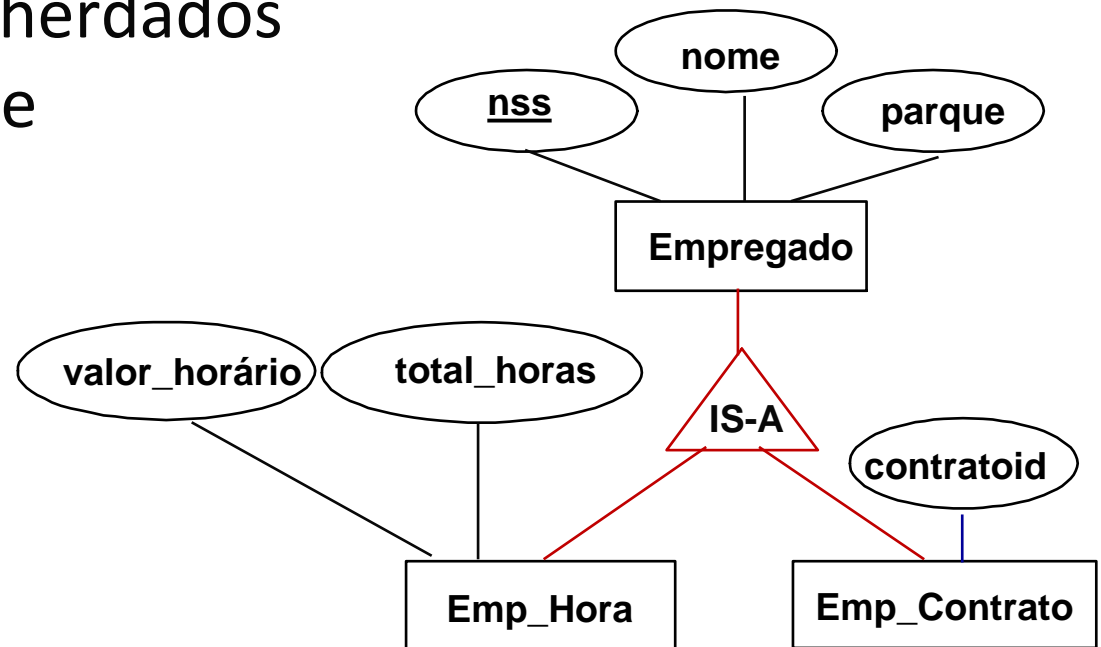 herdados
e
nome
nss
parque
Empregado
valor_horário
total_horas
IS-A
contratoid
Emp_Hora
Emp_Contrato